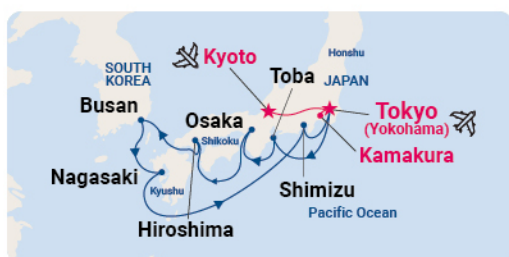 Honshu
Kyoto
SOUTH
KOREA
JAPAN
Toba
Busan
Tokyo
(Yokohama)
Osaka
Shikoku
Kamakura
Nagasaki
Kyushu
Shimizu
Pacific Ocean
Hiroshima